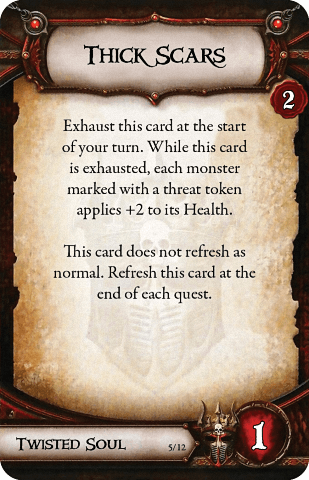 Thick Scars
2
Exhaust this card at the start
of your turn. While this card
is exhausted, each monster
marked with a threat token
applies +2 to its Health.
This card does not refresh as
normal. Refresh this card at the
end of each quest.
Twisted Soul
5/12
1